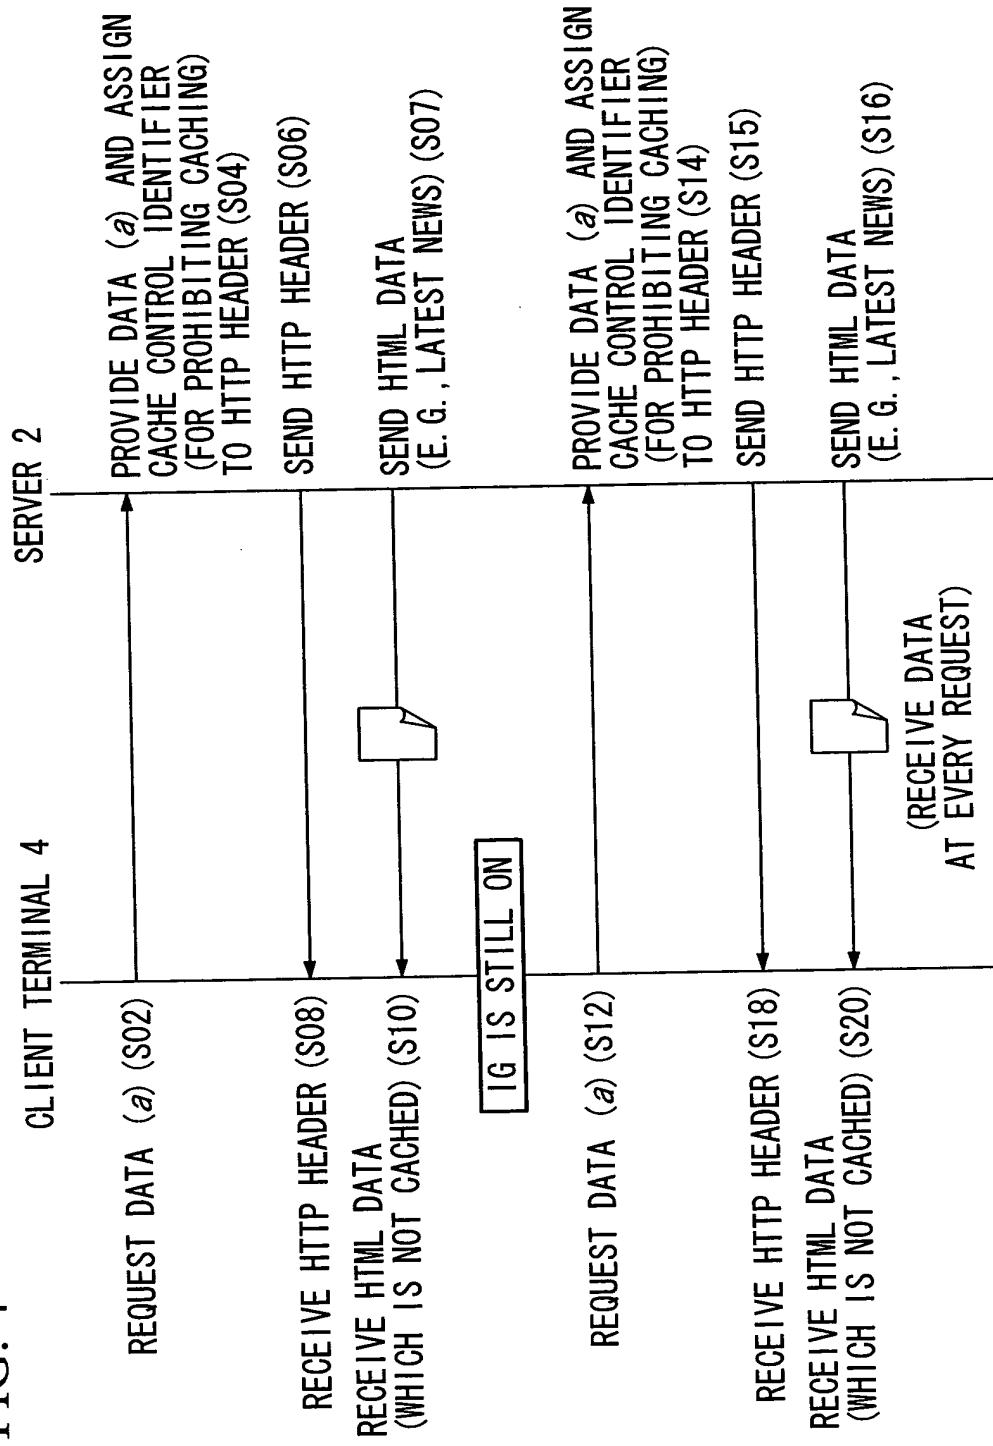 CLIENT TERMINAL 4
SERVER 2
REQUEST DATA (a) (S02)
PROVIDE DATA (a) AND ASSIGN
CACHE CONTROL IDENTIFIER
(FOR PROHIBITING CACHING)
TO HTTP HEADER (S04)
RECEIVE HTTP HEADER (S08)
SEND HTTP HEADER (S06)
RECEIVE HTML DATA
(WHICH IS NOT CACHED) (S10)
SEND HTML DATA
(E. G., LATEST NEWS) (S07)
IG IS STILL ON
REQUEST DATA (a) (S12)
PROVIDE DATA (a) AND ASSIGN
CACHE CONTROL IDENTIFIER
(FOR PROHIBITING CACHING)
TO HTTP HEADER (S14)
RECEIVE HTTP HEADER (S18)
SEND HTTP HEADER (S15)
RECEIVE HTML DATA
(WHICH IS NOT CACHED) (S20)
SEND HTML DATA
(E. G., LATEST NEWS) (S16)
(RECEIVE DATA
AT EVERY REQUEST)